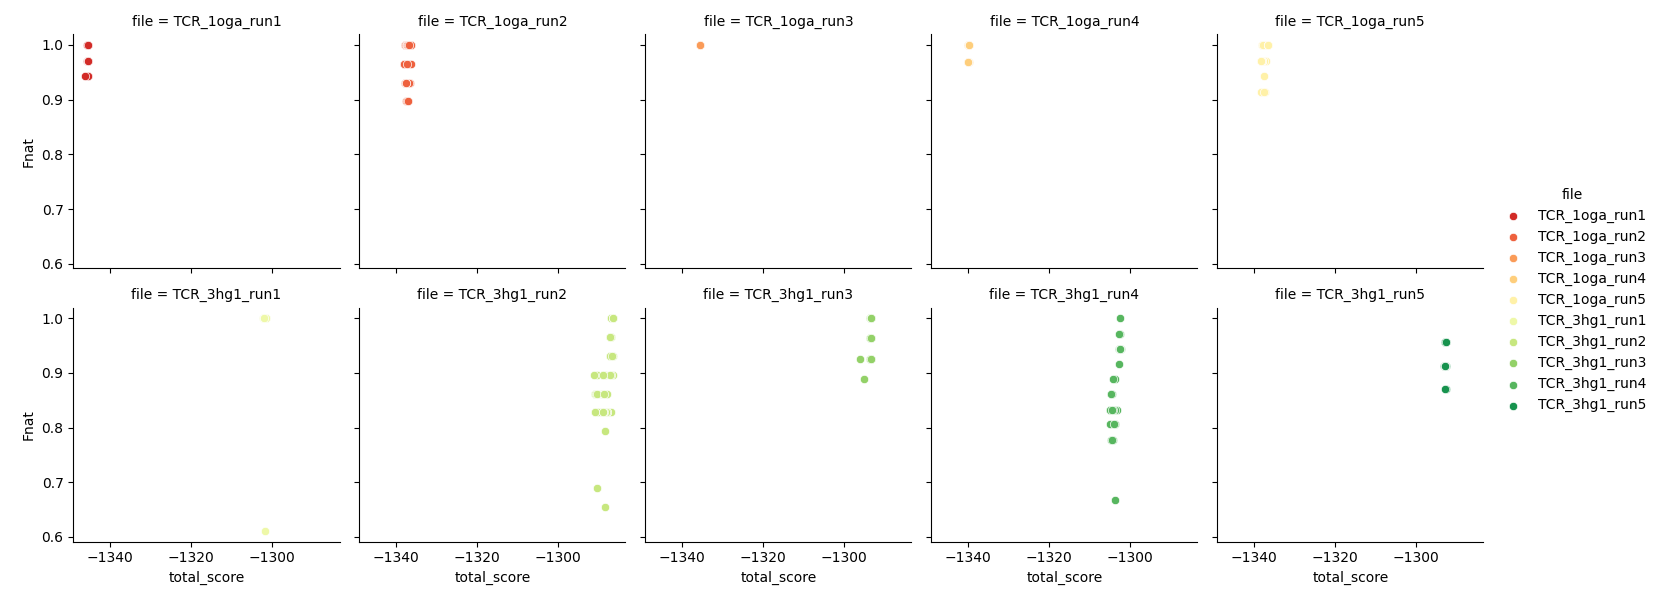 file = TCR_1oga_run1
file = TCR_1oga_run2
file = TCR_1oga_run3
file = TCR_1oga_run4
file = TCR_1oga_run5
1.0
0.9
0.8
0.7
0.6
Fnat
file = TCR_3hg1_run1
file = TCR_3hg1_run2
file = TCR_3hg1_run3
file = TCR_3hg1_run4
file = TCR_3hg1_run5
1.0
0.9
0.8
0.7
0.6
Fnat
−1340 −1320 −1300
−1340 −1320 −1300
−1340 −1320 −1300
−1340 −1320 −1300
−1340 −1320 −1300
total_score
total_score
total_score
total_score
total_score
file
TCR_1oga_run1
TCR_1oga_run2
TCR_1oga_run3
TCR_1oga_run4
TCR_1oga_run5
TCR_3hg1_run1
TCR_3hg1_run2
TCR_3hg1_run3
TCR_3hg1_run4
TCR_3hg1_run5